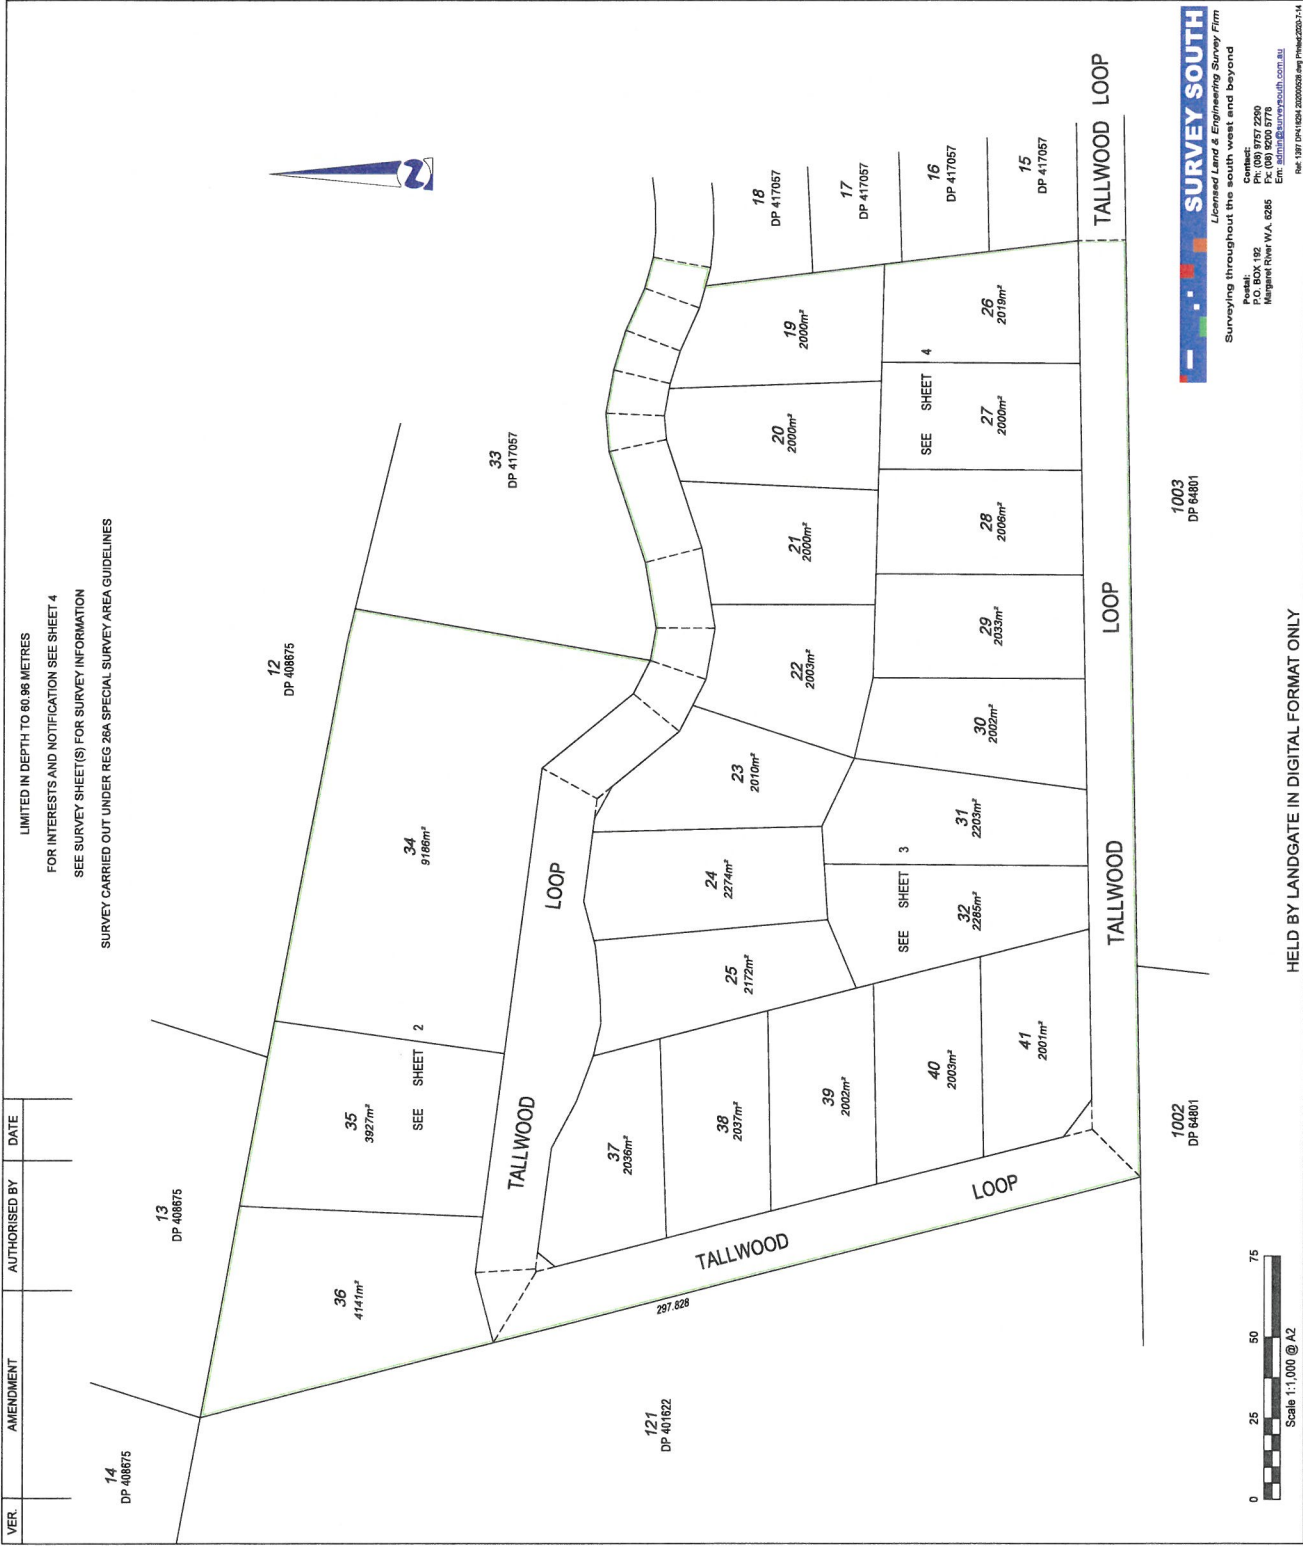 VER.
AMENDMENT
AUTHORISED BY
DATE
LIMITED IN DEPTH TO 60.96 METRES
FOR INTERESTS AND NOTIFICATION SEE SHEET 4
SEE SURVEY SHEET(S) FOR SURVEY INFORMATION
SURVEY CARRIED OUT UNDER REG 26A SPECIAL SURVEY AREA GUIDELINES
14
DP 408675
13
DP 408675
12
DP 408675
33
DP 417057
N
36
4141m²
35
3927m²
SEE SHEET 2
34
9186m²
TALLWOOD
LOOP
18
DP 417057
17
DP 417057
16
DP 417057
15
DP 417057
37
2036m²
38
2037m²
39
2002m²
40
2003m²
41
2001m²
25
2172m²
24
2274m²
23
2010m²
22
2003m²
21
2000m²
20
2000m²
19
2000m²
SEE SHEET 3
SEE SHEET 4
32
2285m²
31
2203m²
30
2002m²
29
2033m²
28
2006m²
27
2000m²
26
2019m²
121
DP 401622
297.828
TALLWOOD
LOOP
TALLWOOD
LOOP
TALLWOOD LOOP
1002
DP 64801
1003
DP 64801
0 25 50 75
Scale 1:1,000 @ A2
HELD BY LANDGATE IN DIGITAL FORMAT ONLY
SURVEY SOUTH
Licensed Land & Engineering Survey Firm
Surveying throughout the south west and beyond
Postal:
P.O. BOX 192
Margaret River W.A. 6285
Contact:
Ph: (08) 9757 2290
Fx: (08) 9200 5778
Em: admin@surveysouth.com.au
Ref: 1397 DP418294 20200528.dwg Printed:2020-7-14